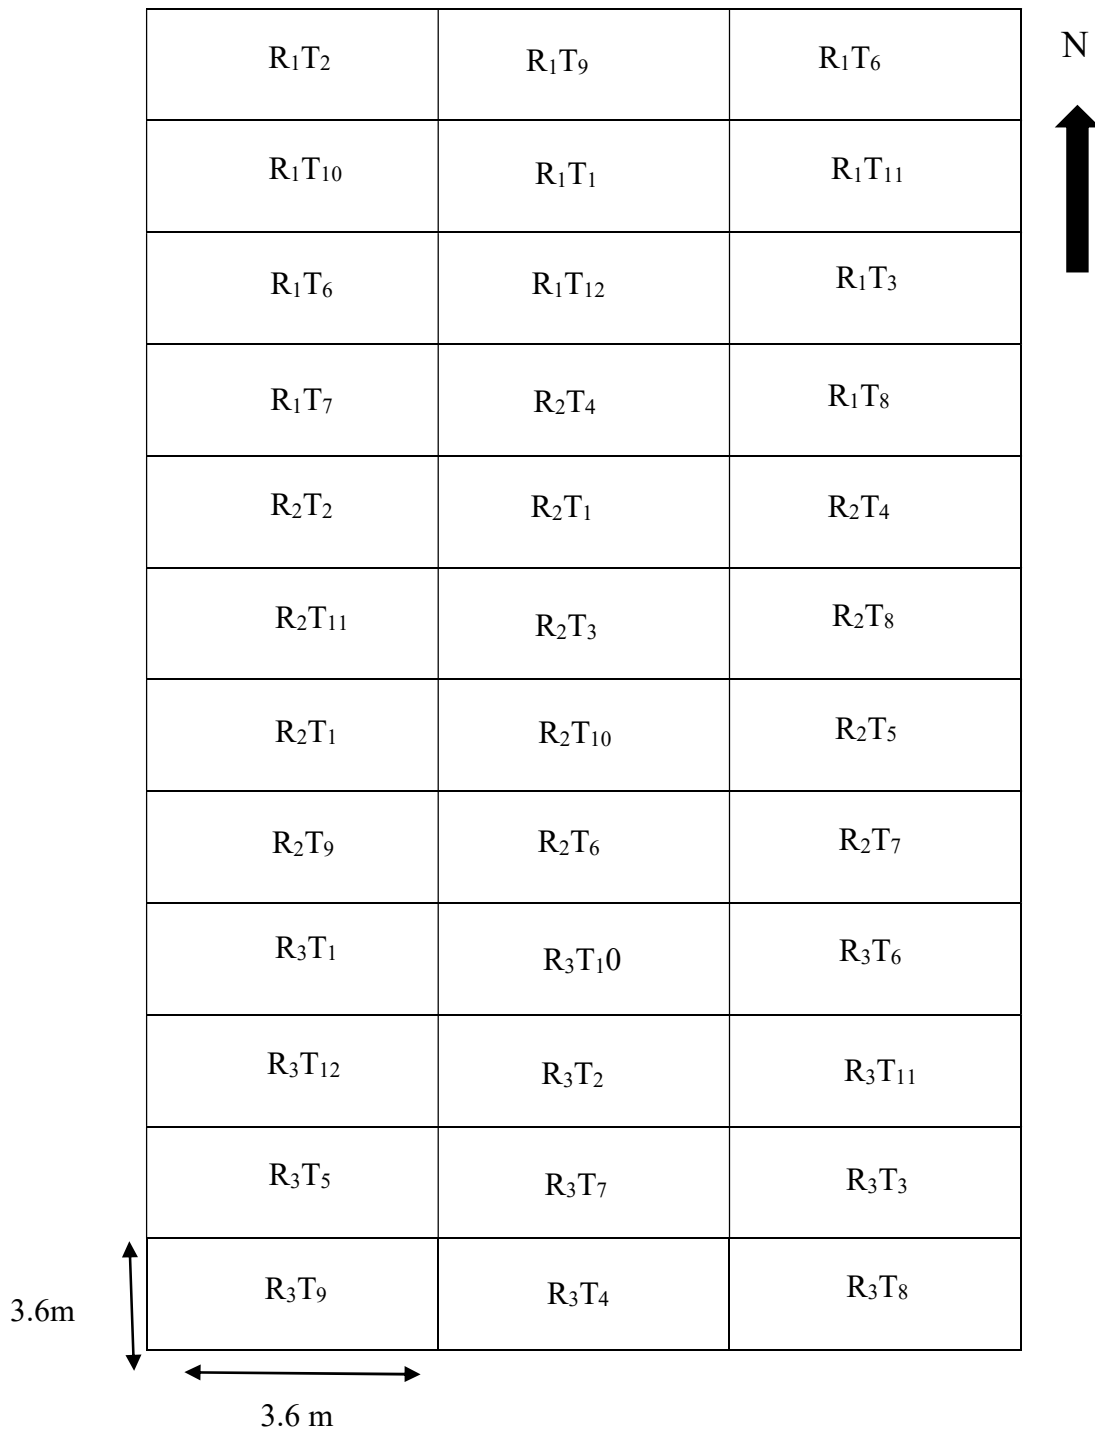 R₁T₂ R₁T₉ R₁T₆ N
R₁T₁₀ R₁T₁ R₁T₁₁
R₁T₆ R₁T₁₂ R₁T₃
R₁T₇ R₂T₄ R₁T₈
R₂T₂ R₂T₁ R₂T₄
R₂T₁₁ R₂T₃ R₂T₈
R₂T₁ R₂T₁₀ R₂T₅
R₂T₉ R₂T₆ R₂T₇
R₃T₁ R₃T₁0 R₃T₆
R₃T₁₂ R₃T₂ R₃T₁₁
R₃T₅ R₃T₇ R₃T₃
3.6m R₃T₉ R₃T₄ R₃T₈
3.6 m